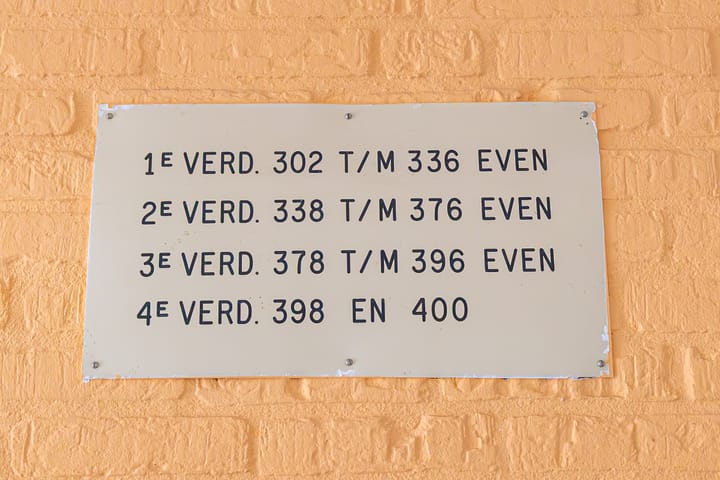 1E VERD. 302 T/M 336 EVEN
2E VERD. 338 T/M 376 EVEN
3E VERD. 378 T/M 396 EVEN
4E VERD. 398 EN 400